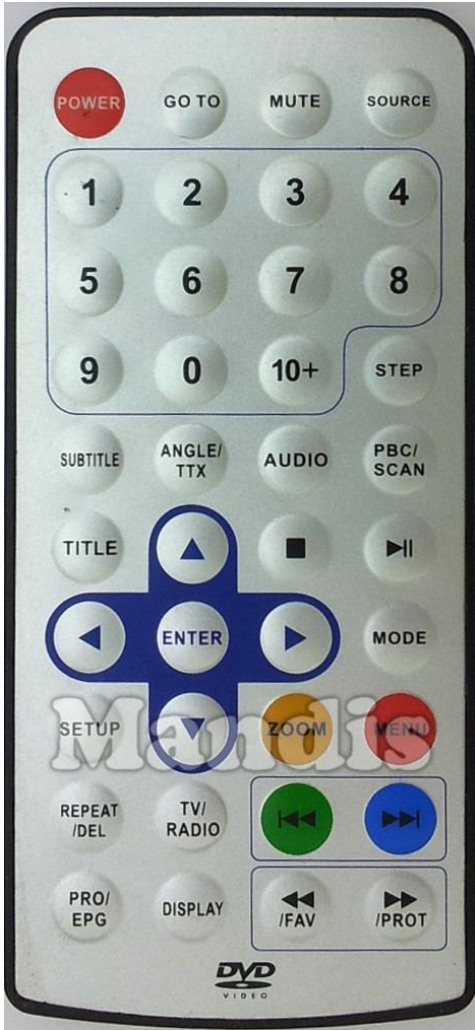 POWER GO TO MUTE SOURCE
1 2 3 4
5 6 7 8
9 0 10+ STEP
SUBTITLE
ANGLE/
TTX
AUDIO
PBC/
SCAN
TITLE
ENTER
MODE
SETUP
ZOOM
MENU
Mandis
REPEAT
/DEL
TV/
RADIO
PRO/
EPG
DISPLAY
/FAV
/PROT
DVD
VIDEO